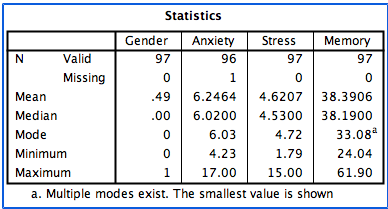 Statistics
Gender Anxiety Stress Memory
N Valid 97 96 97 97
Missing 0 1 0 0
Mean .49 6.2464 4.6207 38.3906
Median .00 6.0200 4.5300 38.1900
Mode 0 6.03 4.72 33.08a
Minimum 0 4.23 1.79 24.04
Maximum 1 17.00 15.00 61.90
a. Multiple modes exist. The smallest value is shown